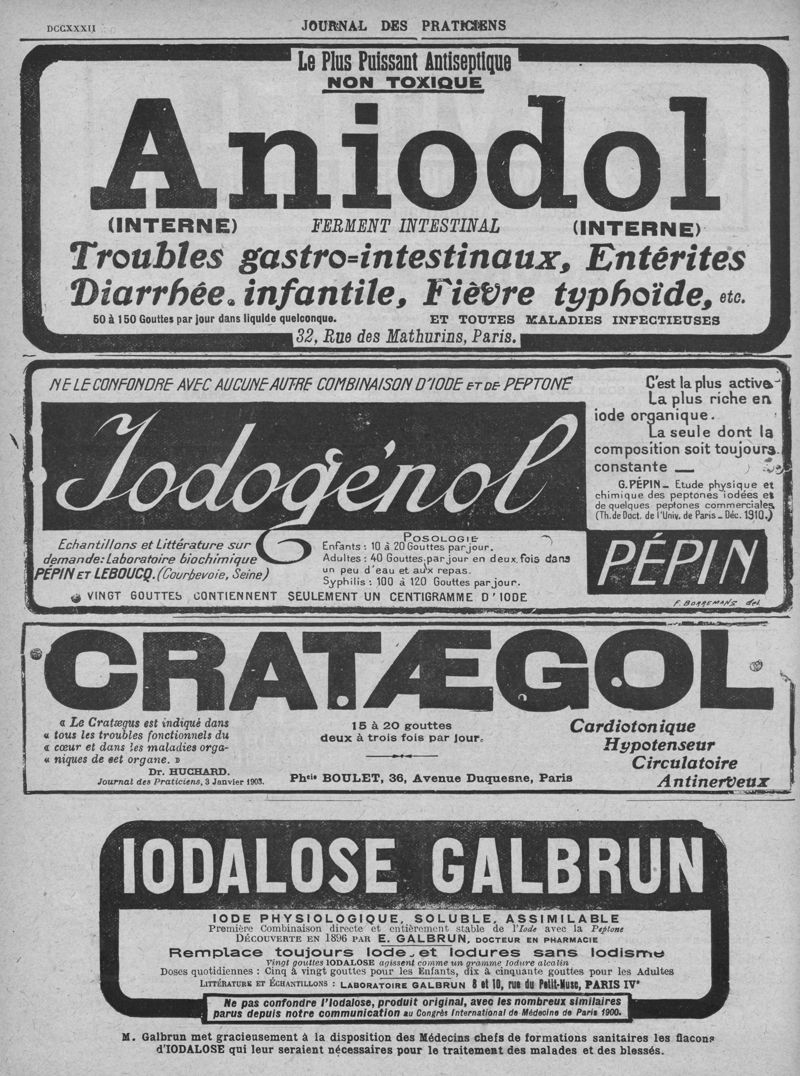 DCCXXXII
JOURNAL DES PRATICIENS
Le Plus Puissant Antiseptique
NON TOXIQUE
Aniodol
(INTERNE) FERMENT INTESTINAL (INTERNE)
Troubles gastro=intestinaux, Entérites
Diarrhée infantile, Fièvre typhoïde, etc.
50 à 150 Gouttes par jour dans liquide quelconque. ET TOUTES MALADIES INFECTIEUSES
32, Rue des Mathurins, Paris.
NE LE CONFONDRE AVEC AUCUNE AUTRE COMBINAISON D'IODE ET DE PEPTONE
Iodogénol
C'est la plus active
La plus riche en
iode organique.
La seule dont la
composition soit toujours
constante —
G. PÉPIN — Etude physique et
chimique des peptones iodées et
de quelques peptones commerciales
(Th. de Doct. de l'Univ. de Paris — Déc. 1910.)
PÉPIN
F. BORREMANS del.
Echantillons et Littérature sur
demande: Laboratoire biochimique
PÉPIN ET LEBOUCQ. (Courbevoie, Seine)
POSOLOGIE
Enfants: 10 à 20 Gouttes par jour.
Adultes: 40 Gouttes par jour en deux fois dans
un peu d'eau et aux repas.
Syphilis: 100 à 120 Gouttes par jour.
VINGT GOUTTES CONTIENNENT SEULEMENT UN CENTIGRAMME D'IODE
CRATÆGOL
« Le Cratægus est indiqué dans
« tous les troubles fonctionnels du
« cœur et dans les maladies orga-
« niques de cet organe. »
Dr. HUCHARD.
Journal des Praticiens, 3 Janvier 1903.
15 à 20 gouttes
deux à trois fois par jour.
Phcie BOULET, 36, Avenue Duquesne, Paris
Cardiotonique
Hypotenseur
Circulatoire
Antinerveux
IODALOSE GALBRUN
IODE PHYSIOLOGIQUE, SOLUBLE, ASSIMILABLE
Première Combinaison directe et entièrement stable de l'Iode avec la Peptone
DÉCOUVERTE EN 1896 PAR E. GALBRUN, DOCTEUR EN PHARMACIE
Remplace toujours Iode et Iodures sans Iodisme
Vingt gouttes IODALOSE agissent comme un gramme Iodure alcalin
Doses quotidiennes : Cinq à vingt gouttes pour les Enfants, dix à cinquante gouttes pour les Adultes
LITTÉRATURE ET ÉCHANTILLONS : LABORATOIRE GALBRUN 8 et 10, rue du Petit-Musc, PARIS IVe
Ne pas confondre l'Iodalose, produit original, avec les nombreux similaires
parus depuis notre communication au Congrès International de Médecine de Paris 1900.
M. Galbrun met gracieusement à la disposition des Médecins chefs de formations sanitaires les flacons
d'IODALOSE qui leur seraient nécessaires pour le traitement des malades et des blessés.